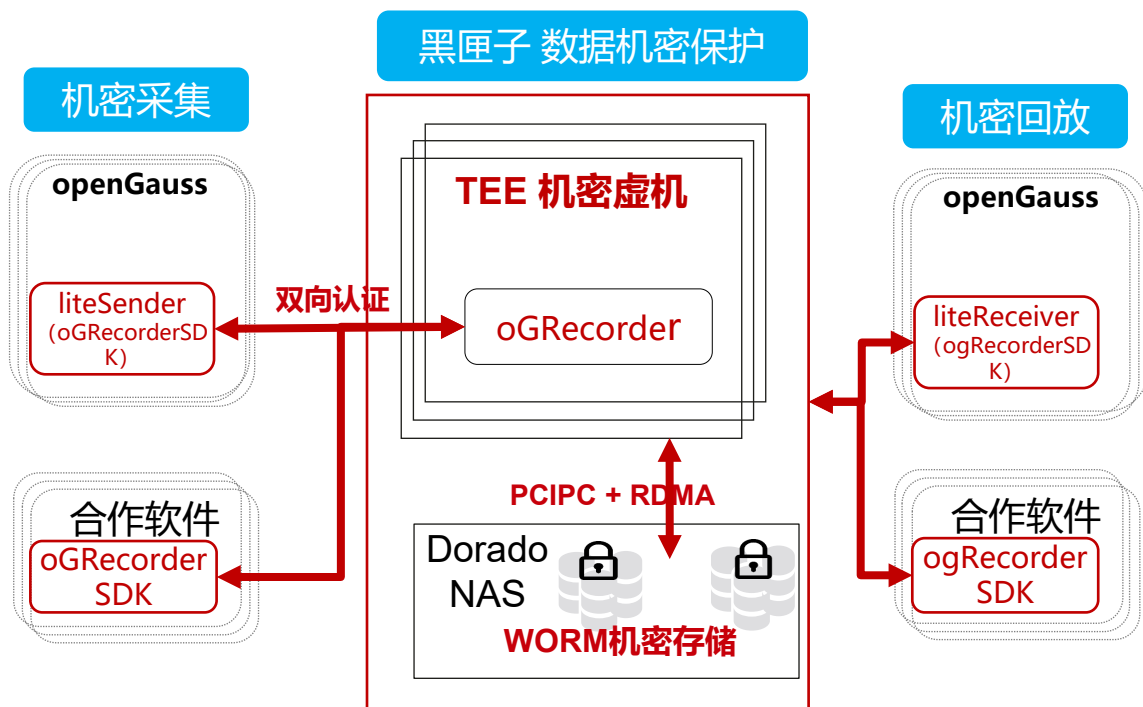 黑匣子 数据机密保护
机密采集
机密回放
openGauss
liteSender
（oGRecorderSD
K）
合作软件
oGRecorder
SDK
双向认证
TEE 机密虚机
oGRecorder
PCIPC + RDMA
Dorado
NAS
WORM机密存储
openGauss
liteReceiver
（ogRecorderSD
K）
合作软件
ogRecorder
SDK